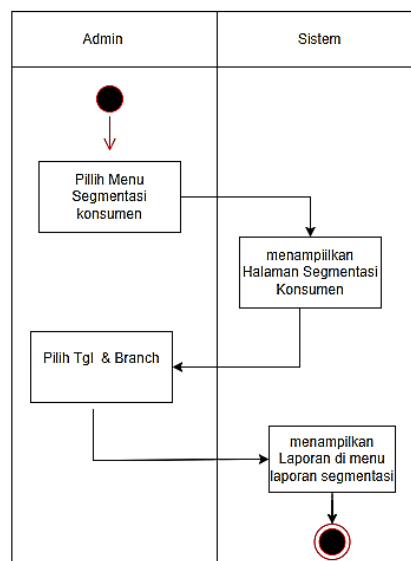 Admin
Sistem
Pillih Menu
Segmentasi
konsumen
menampiilkan
Halaman Segmentasi
Konsumen
Pilih Tgl & Branch
menampilkan
Laporan di menu
laporan segmentasi